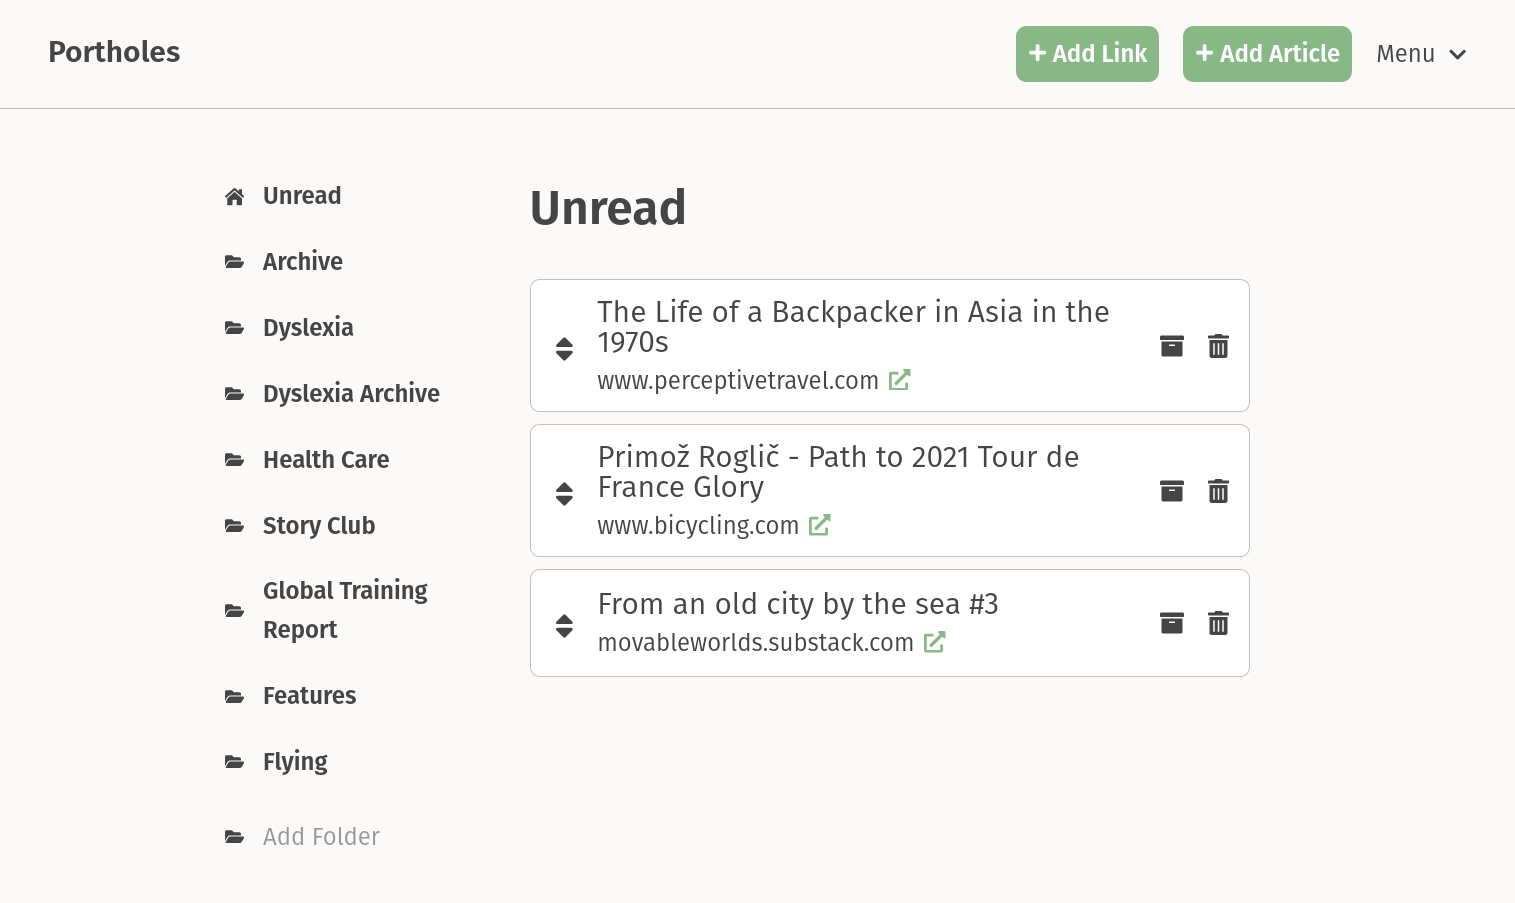 Portholes
+ Add Link
+ Add Article
Menu
Unread
Archive
Dyslexia
Dyslexia Archive
Health Care
Story Club
Global Training
Report
Features
Flying
Add Folder
Unread
The Life of a Backpacker in Asia in the
1970s
www.perceptivetravel.com
Primož Roglič - Path to 2021 Tour de
France Glory
www.bicycling.com
From an old city by the sea #3
movableworlds.substack.com